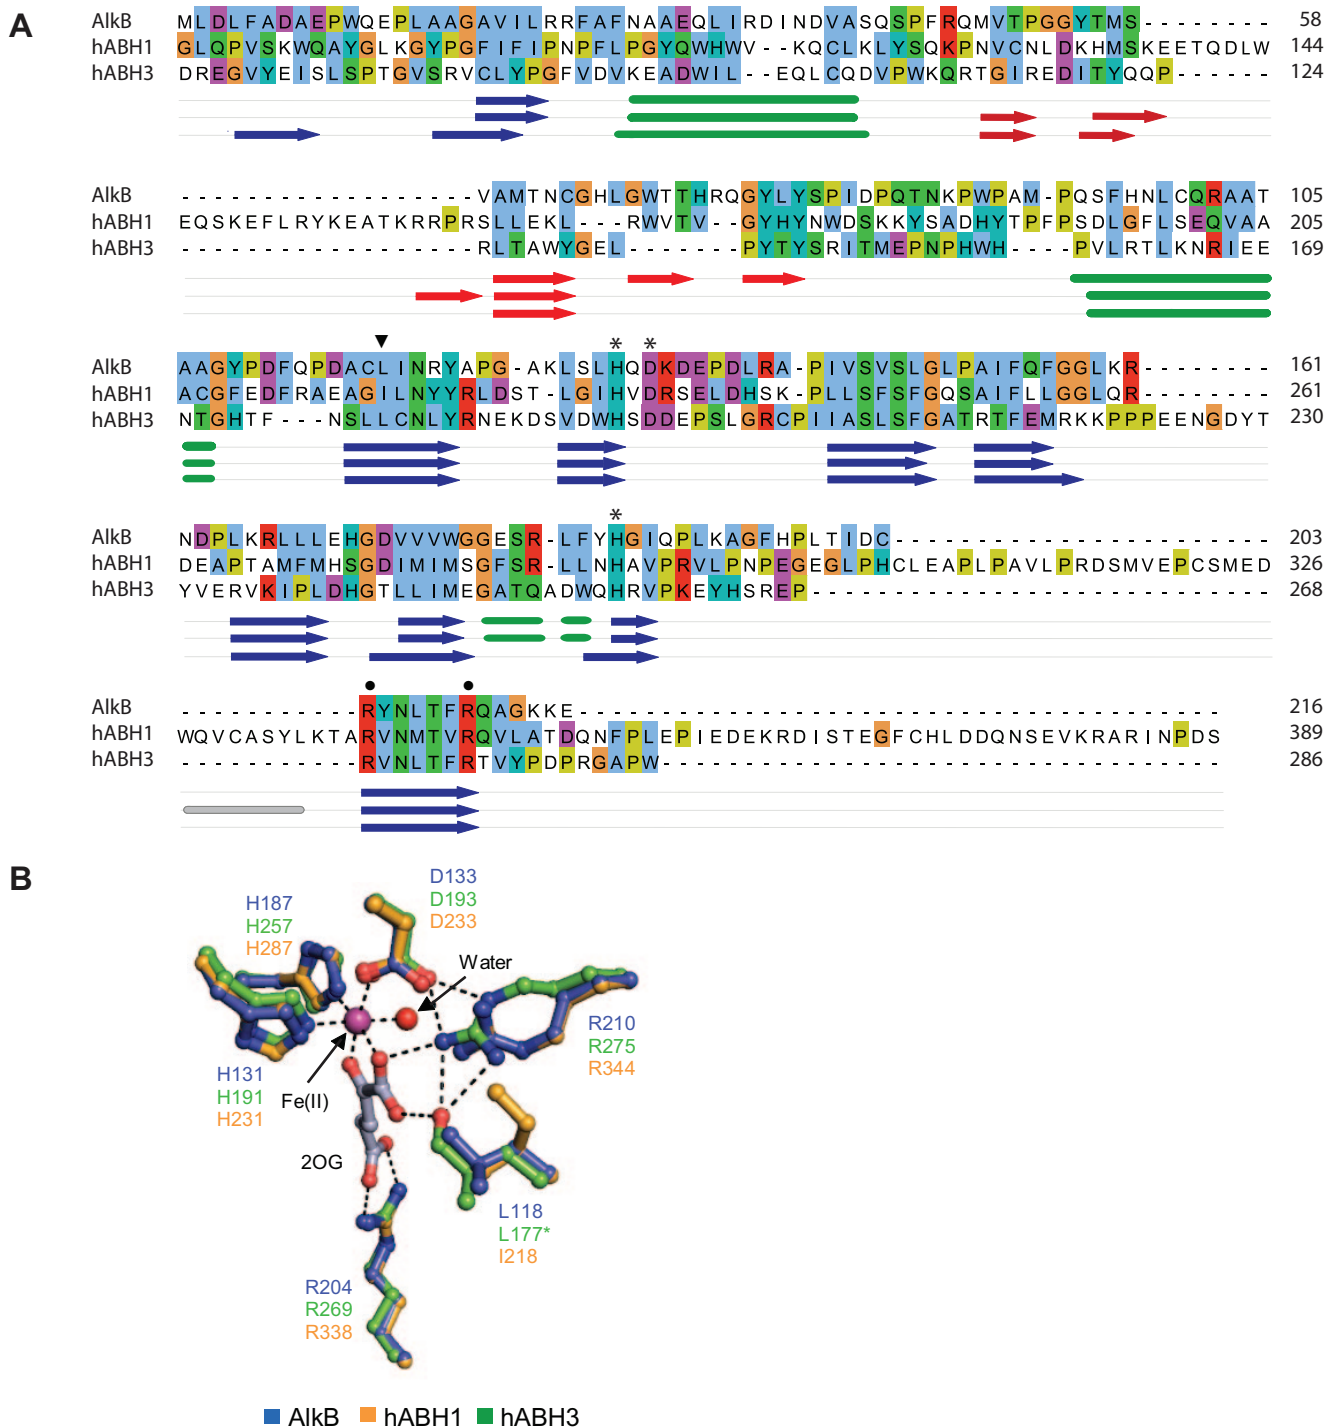 A
AlkB MLDLFADAEPWQEPLAAGAVILRRFAFNAAEQLIRDINDVASQSPFRQMVTPGGYTMS-------- 58
hABH1 GLQPVSKWQAYGLKGYPGFIFIPNPFLPGYQWHWV--KQCLKLYSQKPNVCNLDKHMSKEETQDLW 144
hABH3 DREGVYEISLSPTGVSRVCLYPGFVDVKEADWIL--EQLCQDVPWKQRTGIREDITYQQP------ 124
AlkB ------------------VAMTNCGHLGWTTHRQGYLYSPIDPQTNKPWPAM-PQSFHNLCQRAAT 105
hABH1 EQSKEFLRYKEATKRRPRSLLEKL---RWVTV--GYHYNWDSKKYSADHYTPFPSDLGFLSEQVAA 205
hABH3 ------------------RLTAWYGEL-------PYTYSRITMEPNPHWH----PVLRTLKNRIEE 169
* *
AlkB AAGYPDFQPDACLINRYAPG-AKLSLHQDKDEPDLRA-PIVSVSLGLPAIFQFGGLKR-------- 161
hABH1 ACGFEDFRAEAGILNYYRLDST-LGIHVDRSELDHSK-PLLSFSFGQSAIFLLGGLQR-------- 261
hABH3 NTGHTF---NSLLCNLYRNEKDSVDWHSDDEPSLGRCPIIASLSFGATRTFEMRKKPPPEENGDYT 230
*
AlkB NDPLKRLLLEHGDVVVWGGESR-LFYHGIQPLKAGFHPLTIDC----------------------- 203
hABH1 DEAPTAMFMHSGDIMIMSGFSR-LLNHAVPRVLPNPEGEGLPHCLEAPLPAVLPRDSMVEPCSMED 326
hABH3 YVERVKIPLDHGTLLIMEGATQADWQHRVPKEYHSREP---------------------------- 268
AlkB -----------RYNLTFRQAGKKE--------------------------------------- 216
hABH1 WQVCASYLKTARVNMTVRQVLATDQNFPLEPIEDEKRDISTEGFCHLDDQNSEVKRARINPDS 389
hABH3 -----------RVNLTFRTVYPDPRGAPW---------------------------------- 286
B
D133
D193
D233
H187
H257
H287
Water
R210
R275
R344
H131
H191
H231
Fe(II)
2OG
L118
L177*
I218
R204
R269
R338
AlkB hABH1 hABH3